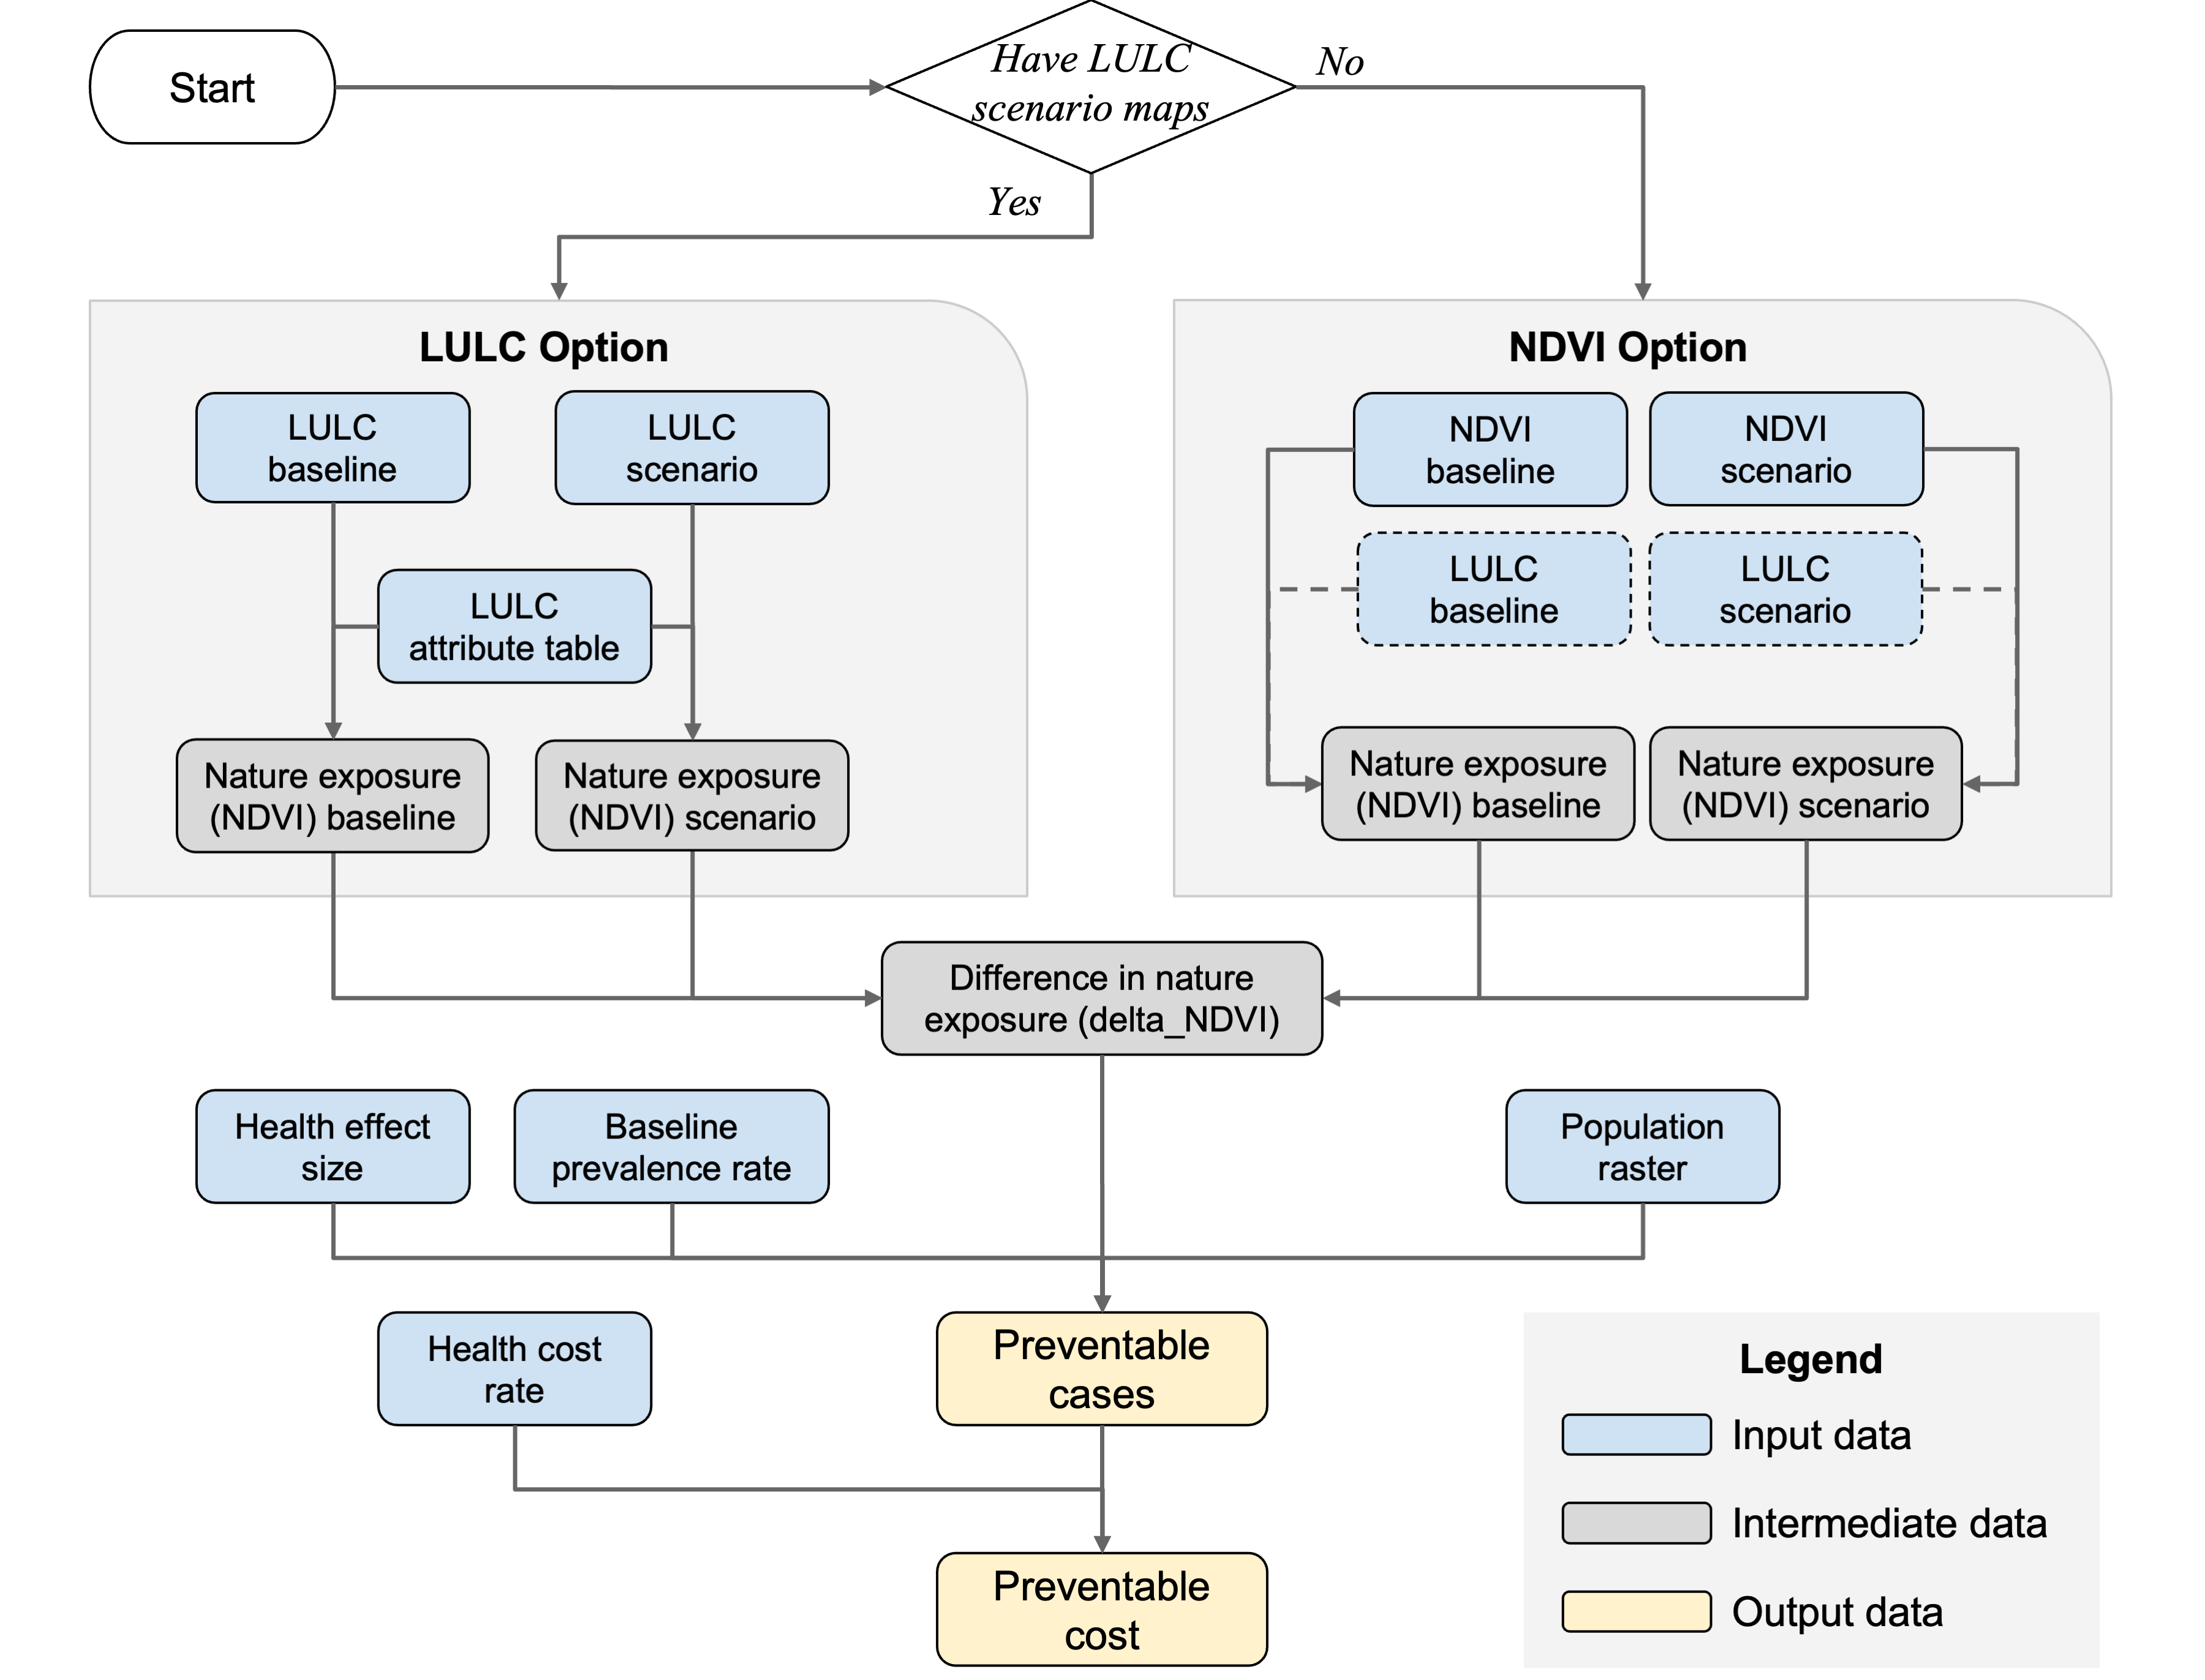 Start
Have LULC
scenario maps
No
Yes
LULC Option
LULC
baseline
LULC
scenario
LULC
attribute table
Nature exposure
(NDVI) baseline
Nature exposure
(NDVI) scenario
NDVI Option
NDVI
baseline
NDVI
scenario
LULC
baseline
LULC
scenario
Nature exposure
(NDVI) baseline
Nature exposure
(NDVI) scenario
Difference in nature
exposure (delta_NDVI)
Health effect
size
Baseline
prevalence rate
Population
raster
Health cost
rate
Preventable
cases
Preventable
cost
Legend
Input data
Intermediate data
Output data